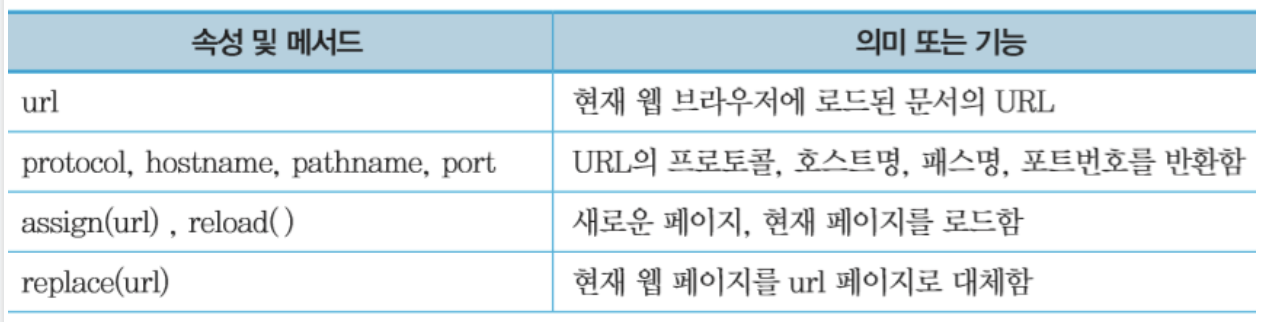 속성 및 메서드 의미 또는 기능
url 현재 웹 브라우저에 로드된 문서의 URL
protocol, hostname, pathname, port URL의 프로토콜, 호스트명, 패스명, 포트번호를 반환함
assign(url) , reload( ) 새로운 페이지, 현재 페이지를 로드함
replace(url) 현재 웹 페이지를 url 페이지로 대체함